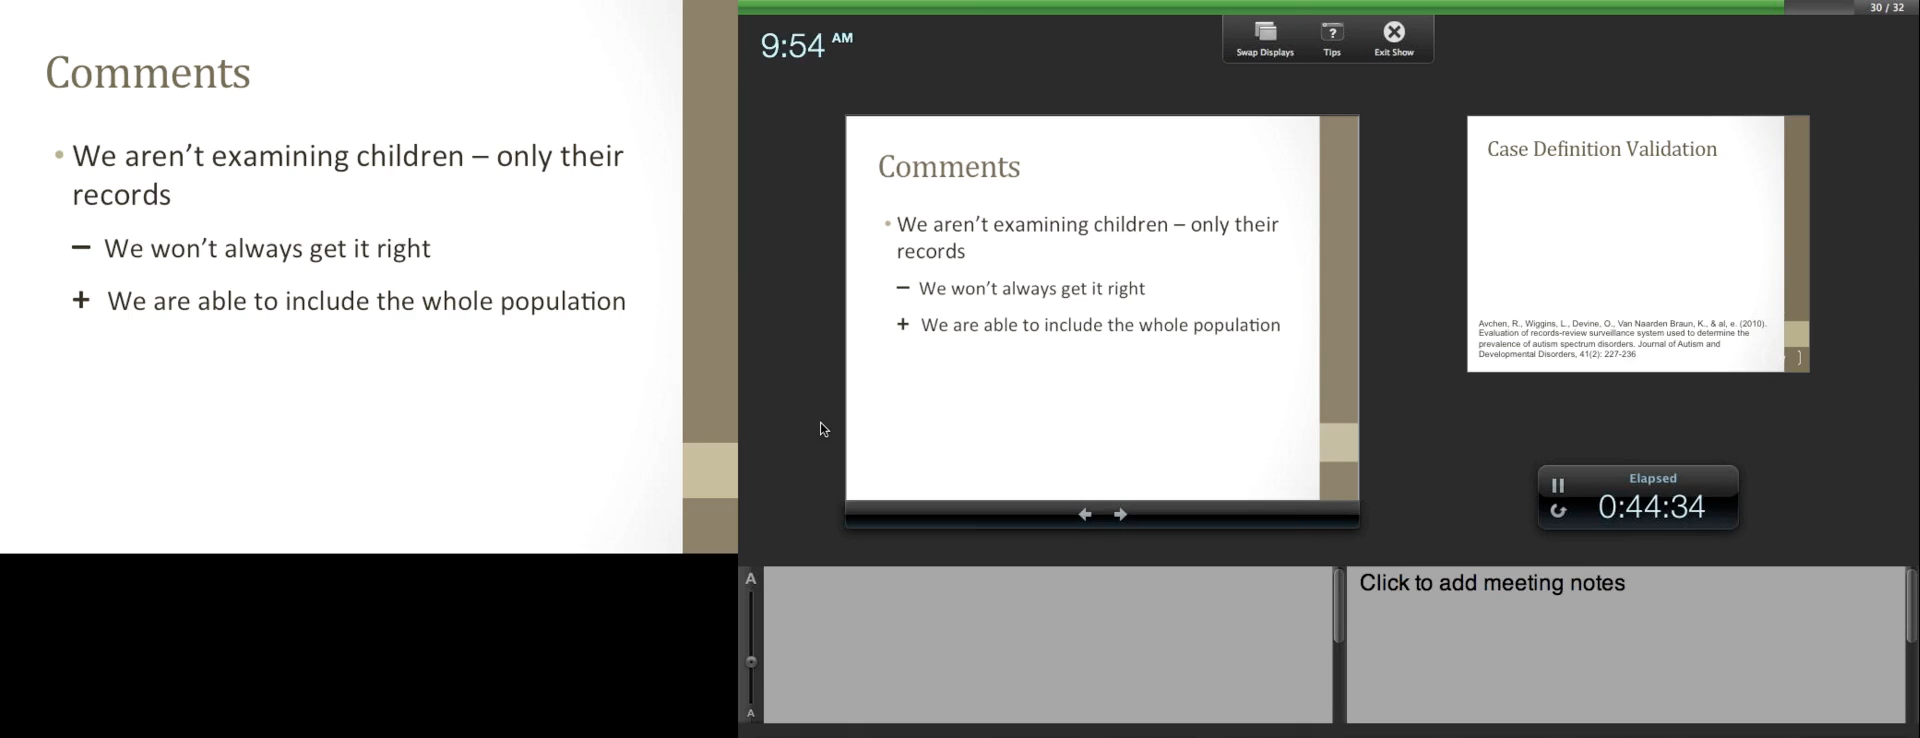 Comments
• We aren't examining children – only their
records
– We won't always get it right
+ We are able to include the whole population
30 / 32
9:54 AM
Swap Displays
Tips
Exit Show
Comments
• We aren't examining children – only their
records
– We won't always get it right
+ We are able to include the whole population
Case Definition Validation
Avchen, R., Wiggins, L., Devine, O., Van Naarden Braun, K., & al, e. (2010).
Evaluation of records-review surveillance system used to determine the
prevalence of autism spectrum disorders. Journal of Autism and
Developmental Disorders, 41(2): 227-236
Elapsed
0:44:34
A
A
Click to add meeting notes